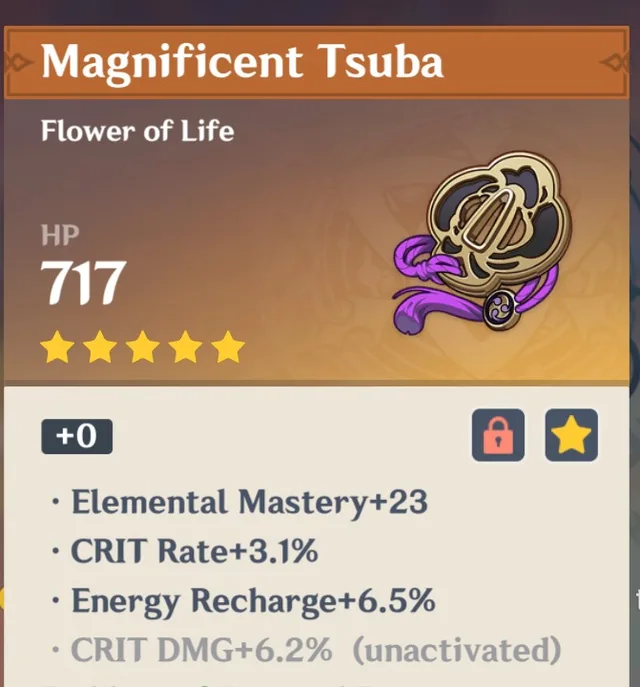 Magnificent Tsuba
Flower of Life
HP
717
+0
· Elemental Mastery+23
· CRIT Rate+3.1%
· Energy Recharge+6.5%
· CRIT DMG+6.2% (unactivated)